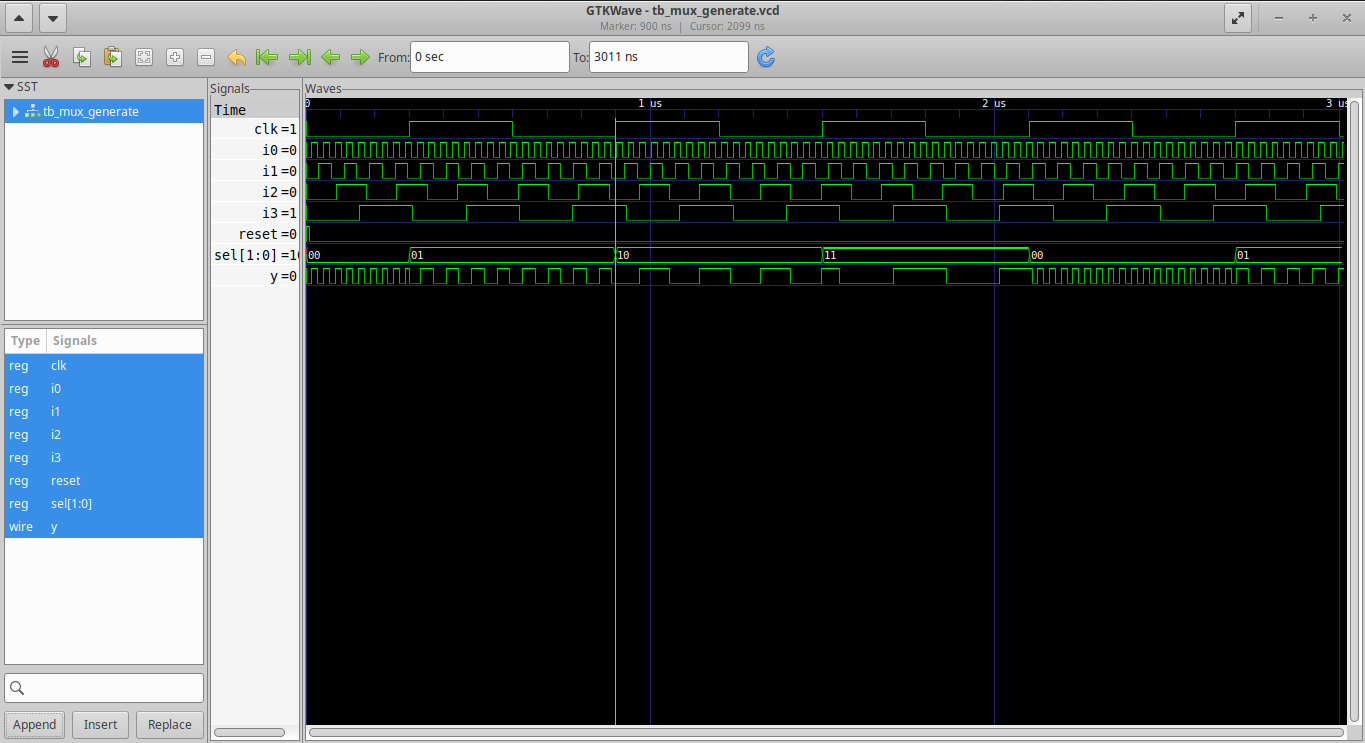 GTKWave - tb_mux_generate.vcd
Marker: 900 ns | Cursor: 2099 ns
From: 0 sec To: 3011 ns
SST
tb_mux_generate
Type Signals
reg clk
reg i0
reg i1
reg i2
reg i3
reg reset
reg sel[1:0]
wire y
Append Insert Replace
Signals
Time
clk =1
i0 =0
i1 =0
i2 =0
i3 =1
reset =0
sel[1:0] =10
y =0
Waves
0 1 us 2 us 3 us
00 01 10 11 00 01